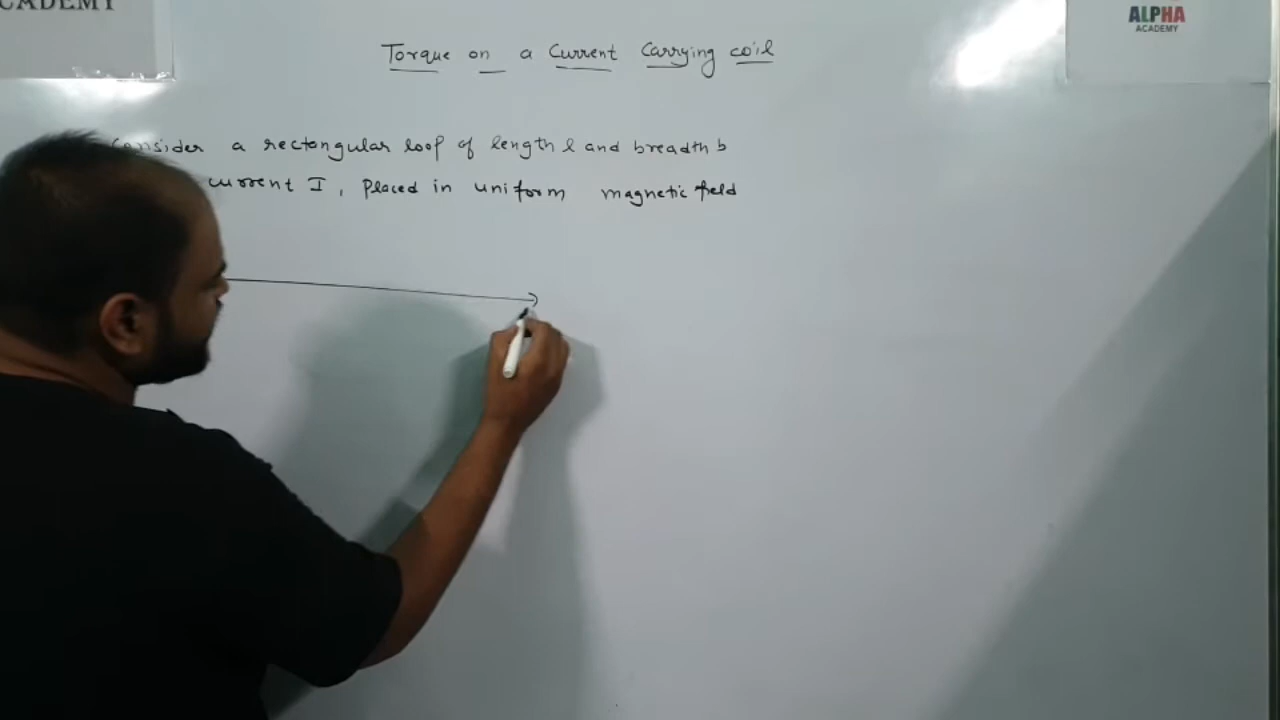 ACADEMY
ALPHA
ACADEMY
Torque on a Current Carrying coil
Consider a rectangular loop of length l and breadth b
current I, Placed in uniform magnetic field